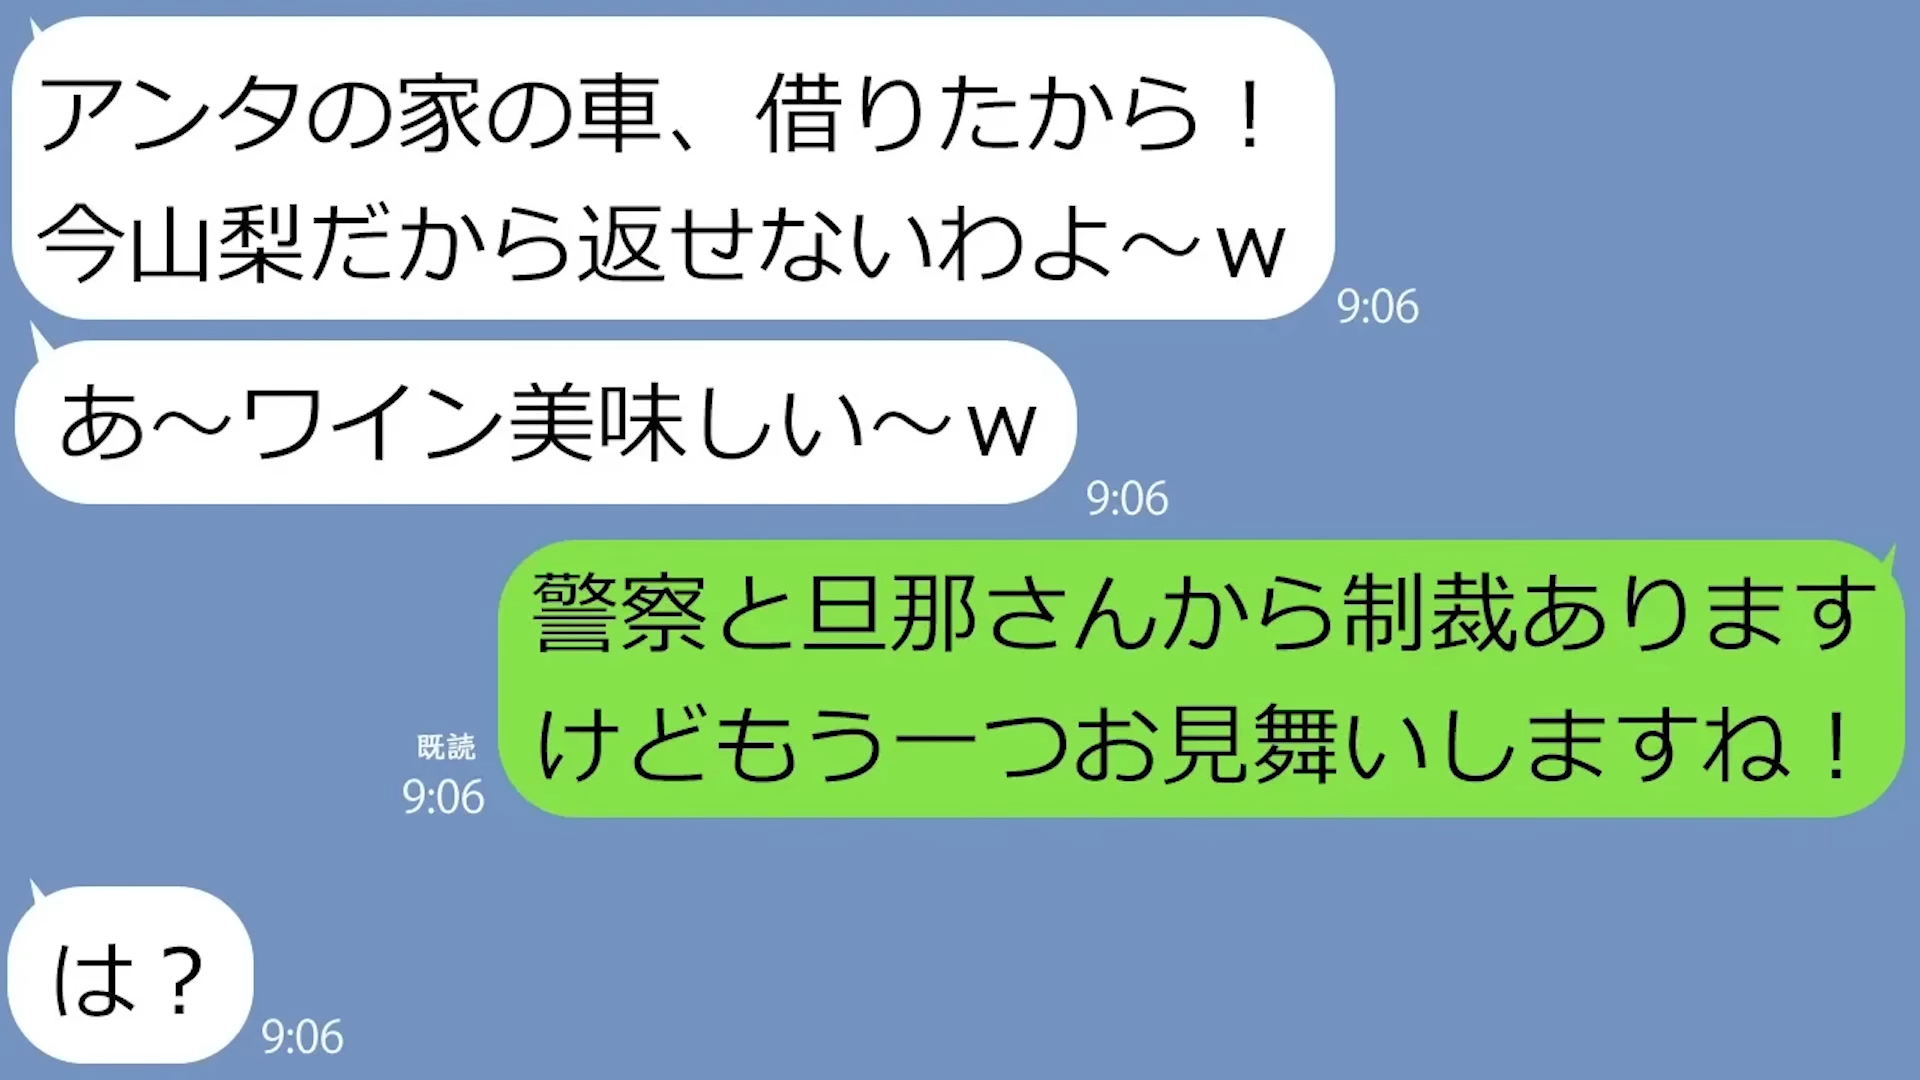 アンタの家の車、借りたから！
今山梨だから返せないわよ～w
9:06
あ～ワイン美味しい～w
9:06
警察と旦那さんから制裁あります
けどもう一つお見舞いしますね！
既読
9:06
は？
9:06